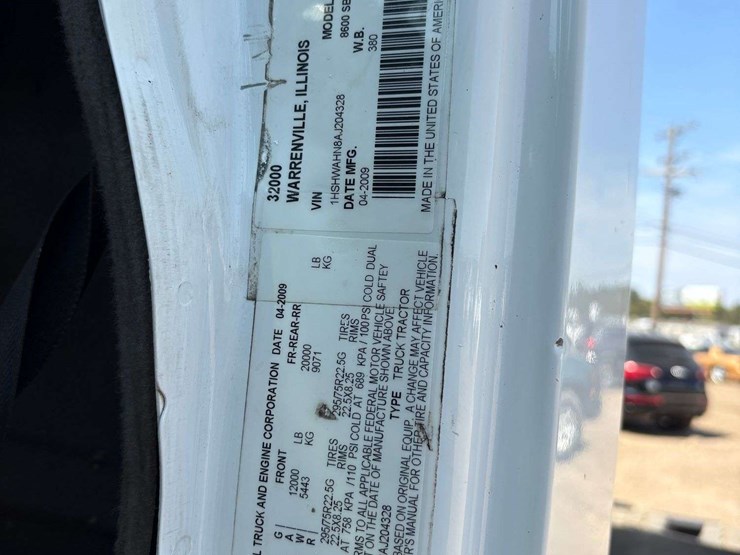 32000
WARRENVILLE, ILLINOIS
MODEL
8600 SB
W.B.
380
VIN
1HSHWAHN8AJ204328
DATE MFG.
04-2009
MADE IN THE UNITED STATES OF AMERI
L TRUCK AND ENGINE CORPORATION DATE 04-2009
G A W R
FRONT
FR-REAR-RR
12000 LB
5443 KG
20000 LB
9071 KG
295/75R22.5G TIRES
22.5X8.25 RIMS
295/75R22.5G TIRES
22.5X8.25 RIMS
AT 758 KPA /110 PSI COLD AT 689 KPA / 100PSI COLD DUAL
RMS TO ALL APPLICABLE FEDERAL MOTOR VEHICLE SAFTEY
T ON THE DATE OF MANUFACTURE SHOWN ABOVE
AJ204328 TYPE TRUCK TRACTOR
BASED ON ORIGINAL EQUIP. A CHANGE MAY AFFECT VEHICLE
R'S MANUAL FOR OTHER TIRE AND CAPACITY INFORMATION.